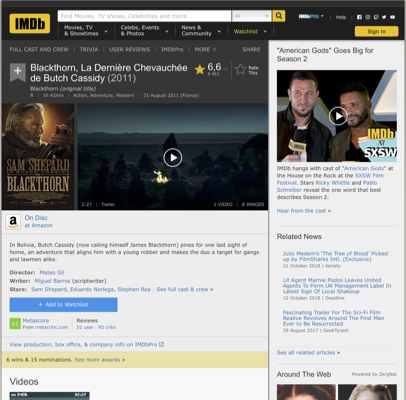 IMDb
Find Movies, TV shows, Celebrities and more...
All
IMDbPro
Help
Movies, TV & Showtimes
Celebs, Events & Photos
News & Community
Watchlist
Sign in
FULL CAST AND CREW | TRIVIA | USER REVIEWS | IMDbPro | MORE
SHARE
Blackthorn, La Dernière Chevauchée de Butch Cassidy (2011)
Blackthorn (original title)
R | 1h 42min | Action, Adventure, Western | 31 August 2011 (France)
6,6
Rate This
SAM SHEPARD
BLACKTHORN
2:27 | Trailer
1 VIDEO | 8 IMAGES
On Disc
at Amazon
In Bolivia, Butch Cassidy (now calling himself James Blackthorn) pines for one last sight of home, an adventure that aligns him with a young robber and makes the duo a target for gangs and lawmen alike.
Director: Mateo Gil
Writer: Miguel Barros (scriptwriter)
Stars: Sam Shepard, Eduardo Noriega, Stephen Rea | See full cast & crew »
+ Add to Watchlist
61
Metascore
From metacritic.com
Reviews
51 user | 92 critic
View production, box office, & company info on IMDbPro
6 wins & 15 nominations. See more awards »
Videos
"American Gods" Goes Big for Season 2
IMDb
SXSW
IMDb hangs with cast of "American Gods" at the House on the Rock at the SXSW Film Festival. Stars Ricky Whittle and Pablo Schreiber reveal the one word that best describes Season 2.
Hear from the cast »
Related News
Julio Medem's 'The Tree of Blood' Picked up by FilmSharks Intl. (Exclusive)
21 October 2018 | Variety
Lit Agent Marnie Podos Leaves United Agents To Form UK Management Label In Latest Sign Of Local Shakeup
12 October 2018 | Deadline
Fascinating Trailer For The Sci-Fi Film Realive Revolves Around The First Man Ever to Be Resurrected
29 August 2017 | GeekTyrant
See all related articles »
Around The Web
Powered by ZergNet